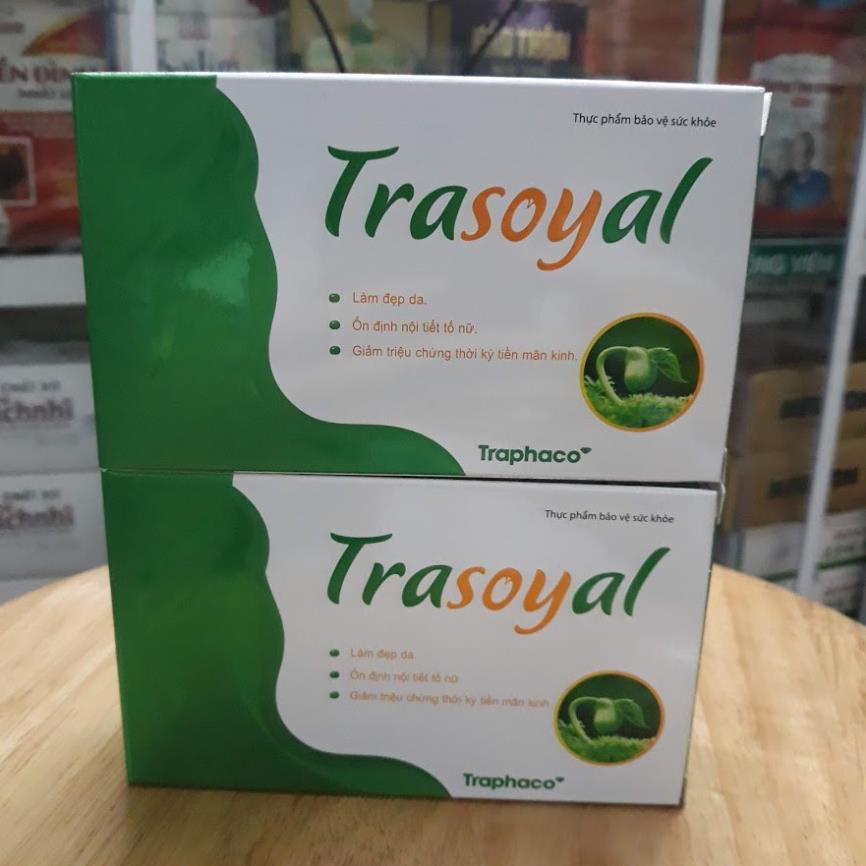 Thực phẩm bảo vệ sức khỏe
Trasoyal
Làm đẹp da.
Ổn định nội tiết tố nữ.
Giảm triệu chứng thời kỳ tiền mãn kinh.
Traphaco
Thực phẩm bảo vệ sức khỏe
Trasoyal
Làm đẹp da.
Ổn định nội tiết tố nữ
Giảm triệu chứng thời kỳ tiền mãn kinh
Traphaco